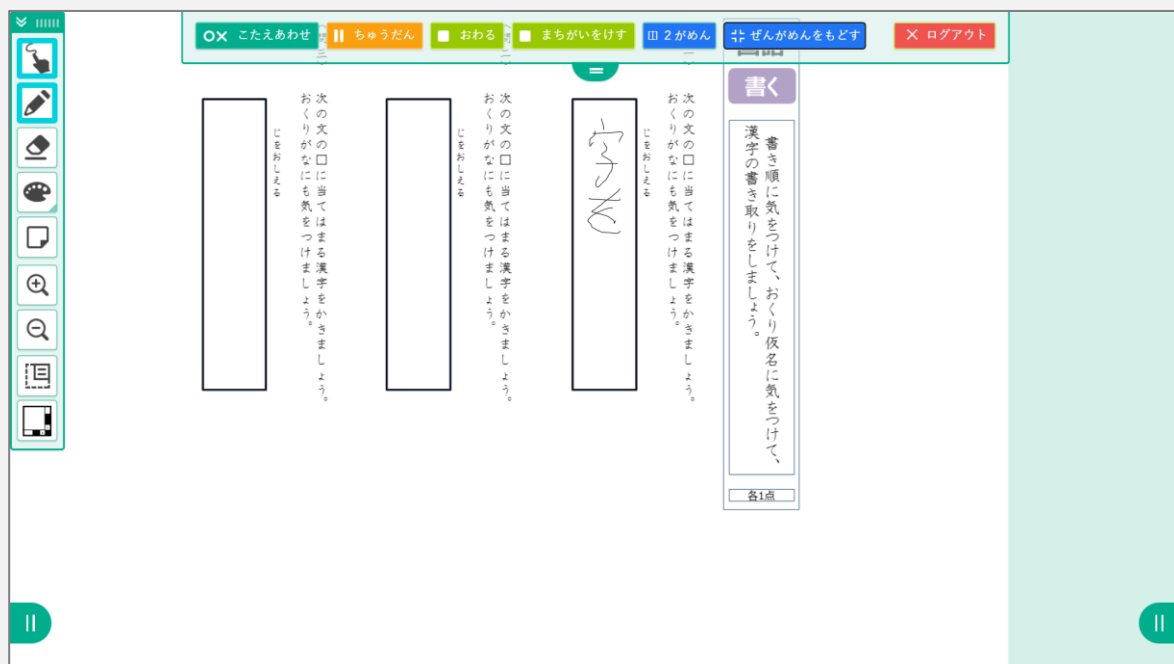 こたえあわせ
ちゅうだん
おわる
まちがいをけす
2がめん
ぜんがめんをもどす
ログアウト
書く
書き順に気をつけて、おくり仮名に気をつけて、
漢字の書き取りをしましょう。
各1点
次の文の□に当てはまる漢字をかきましょう。
おくりがなにも気をつけましょう。
じをおしえる
字を
次の文の□に当てはまる漢字をかきましょう。
おくりがなにも気をつけましょう。
じをおしえる
次の文の□に当てはまる漢字をかきましょう。
おくりがなにも気をつけましょう。
じをおしえる